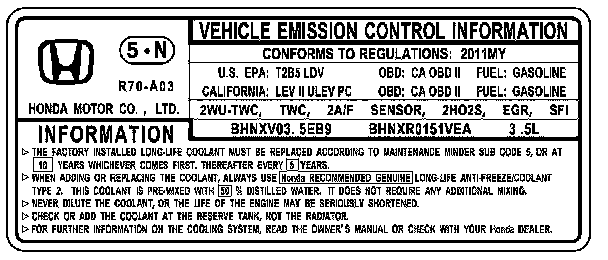 VEHICLE EMISSION CONTROL INFORMATION
5•N
CONFORMS TO REGULATIONS: 2011MY
R70-A03
U.S. EPA: T2B5 LDV OBD: CA OBD II FUEL: GASOLINE
CALIFORNIA: LEV II ULEV PC OBD: CA OBD II FUEL: GASOLINE
HONDA MOTOR CO., LTD.
2WU-TWC, TWC, 2A/F SENSOR, 2HO2S, EGR, SFI
INFORMATION
BHNXV03. 5EB9 BHNXR0151VEA 3 .5L
▷ THE FACTORY INSTALLED LONG-LIFE COOLANT MUST BE REPLACED ACCORDING TO MAINTENANCE MINDER SUB CODE 5, OR AT
10 YEARS WHICHEVER COMES FIRST. THEREAFTER EVERY 5 YEARS.
▷ WHEN ADDING OR REPLACING THE COOLANT, ALWAYS USE Honda RECOMMENDED GENUINE LONG-LIFE ANTI-FREEZE/COOLANT
TYPE 2. THIS COOLANT IS PRE-MIXED WITH 50 % DISTILLED WATER. IT DOES NOT REQUIRE ANY ADDITIONAL MIXING.
▷ NEVER DILUTE THE COOLANT, OR THE LIFE OF THE ENGINE MAY BE SERIOUSLY SHORTENED.
▷ CHECK OR ADD THE COOLANT AT THE RESERVE TANK, NOT THE RADIATOR.
▷ FOR FURTHER INFORMATION ON THE COOLING SYSTEM, READ THE OWNER'S MANUAL OR CHECK WITH YOUR Honda DEALER.